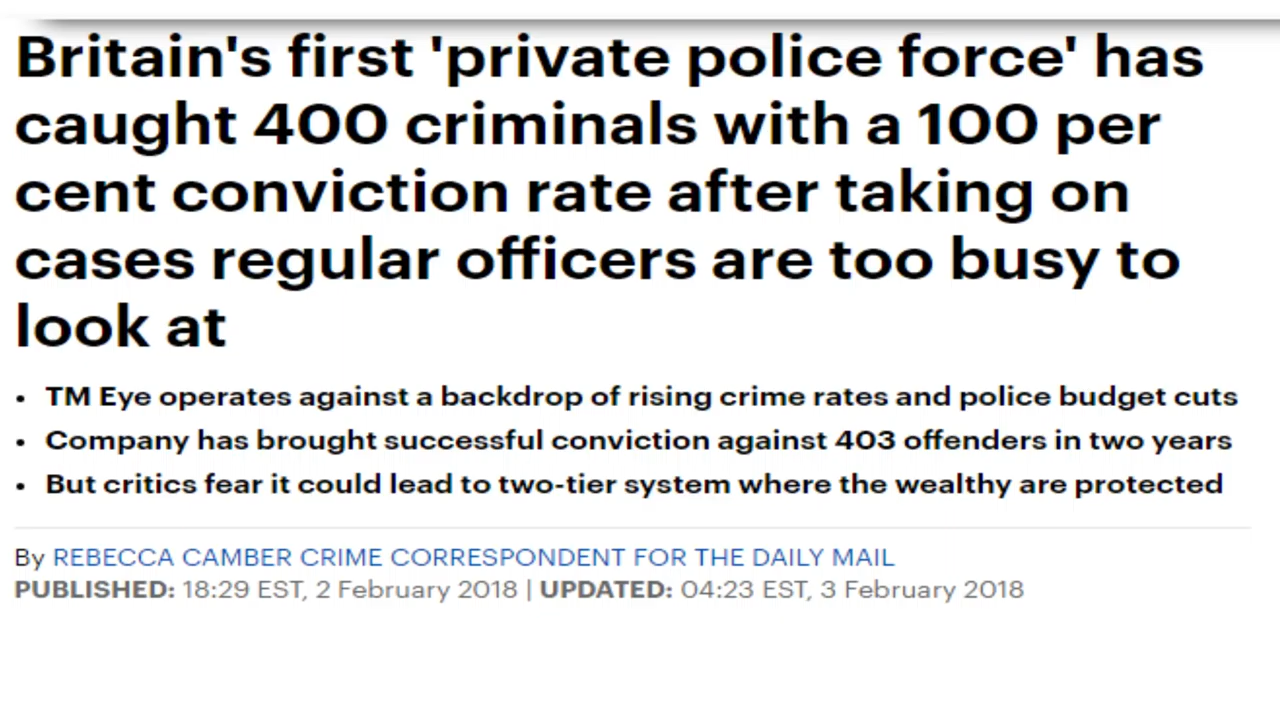 Britain's first 'private police force' has
caught 400 criminals with a 100 per
cent conviction rate after taking on
cases regular officers are too busy to
look at
• TM Eye operates against a backdrop of rising crime rates and police budget cuts
• Company has brought successful conviction against 403 offenders in two years
• But critics fear it could lead to two-tier system where the wealthy are protected
By REBECCA CAMBER CRIME CORRESPONDENT FOR THE DAILY MAIL
PUBLISHED: 18:29 EST, 2 February 2018 | UPDATED: 04:23 EST, 3 February 2018